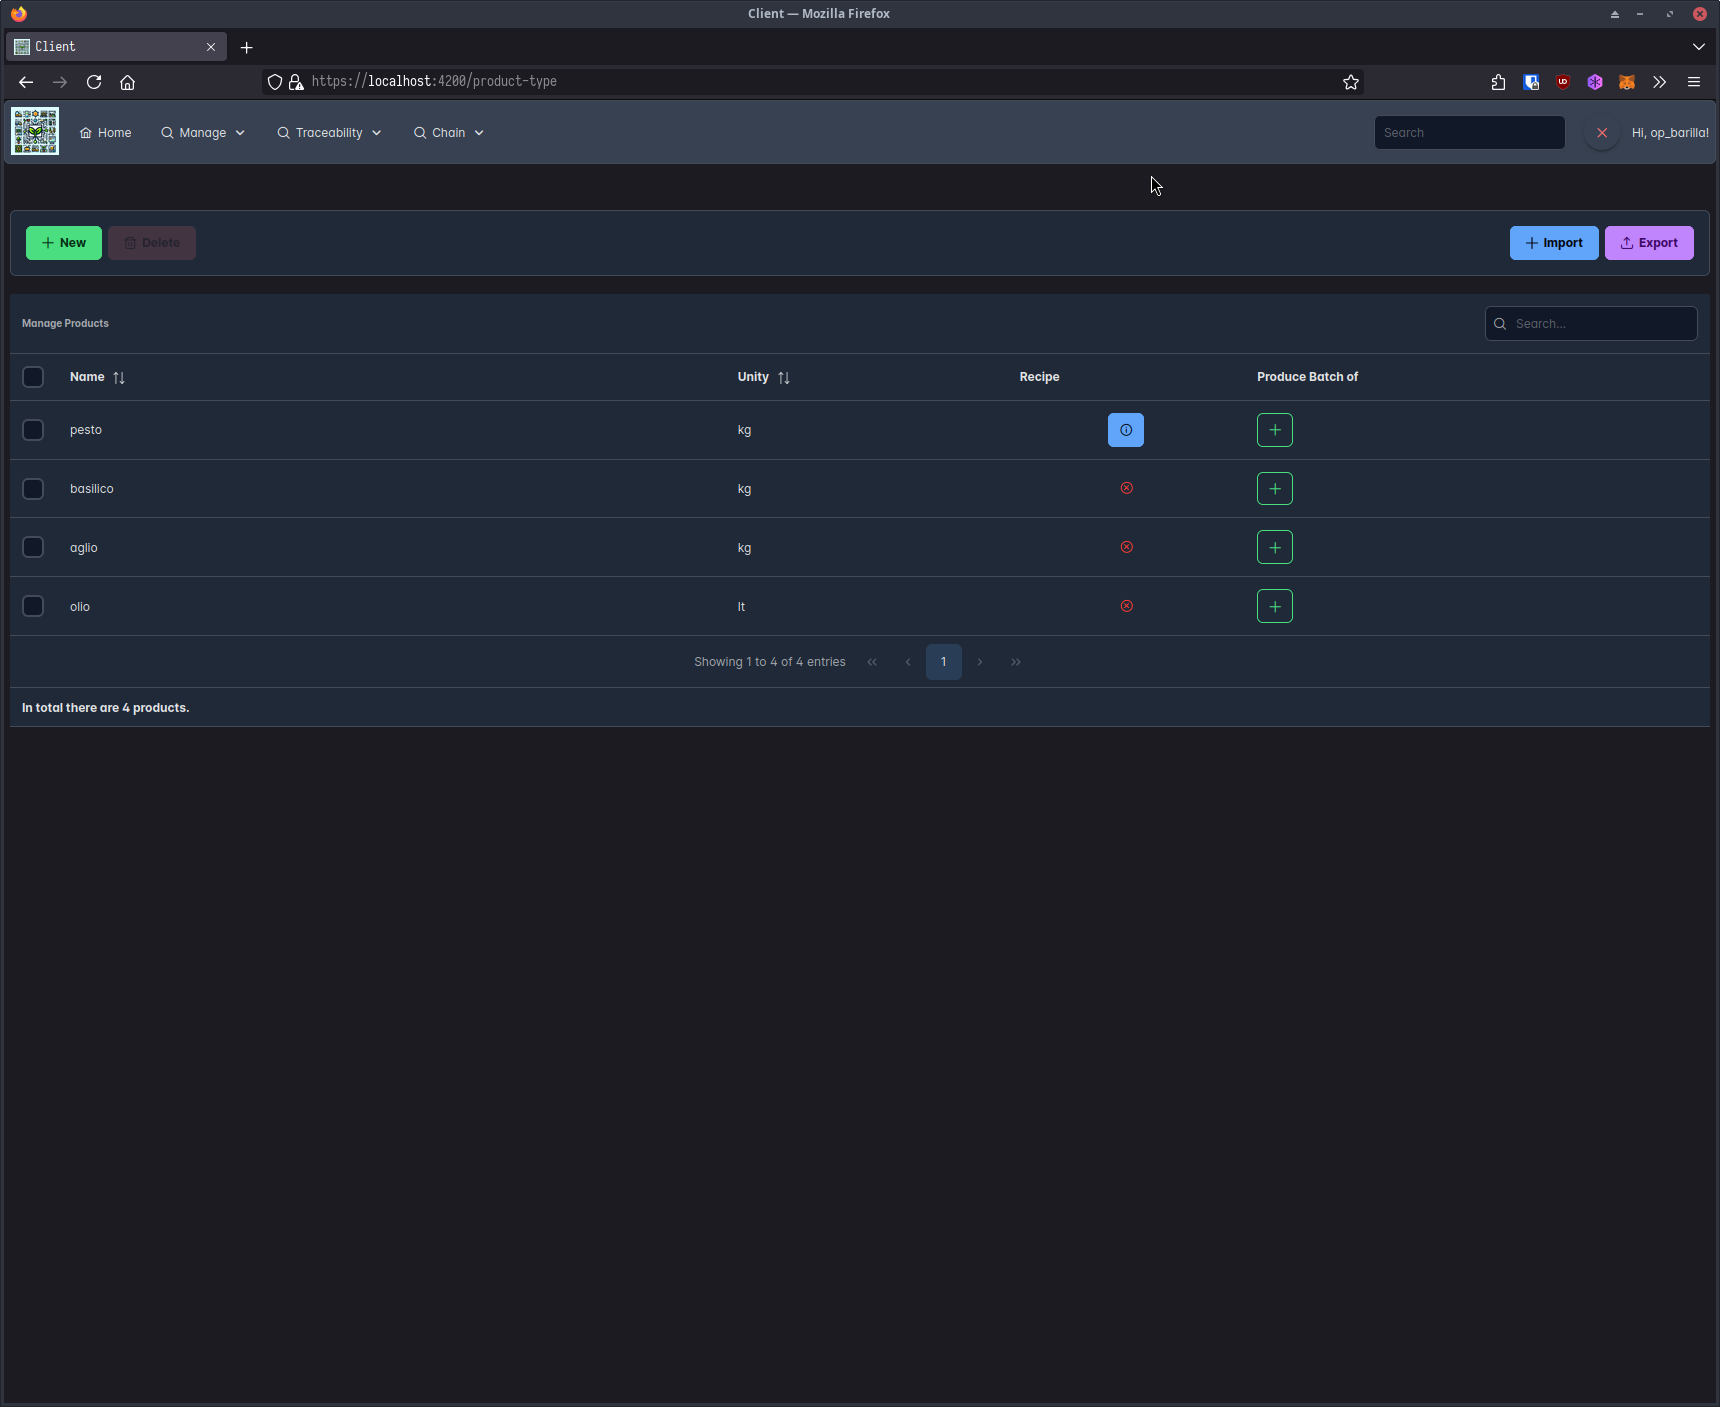 Client — Mozilla Firefox
Client
https://localhost:4200/product-type
Home Manage Traceability Chain Search Hi, op_barilla!
New Delete Import Export
Manage Products Search...
Name Unity Recipe Produce Batch of
pesto kg
basilico kg
aglio kg
olio lt
Showing 1 to 4 of 4 entries « ‹ 1 › »
In total there are 4 products.